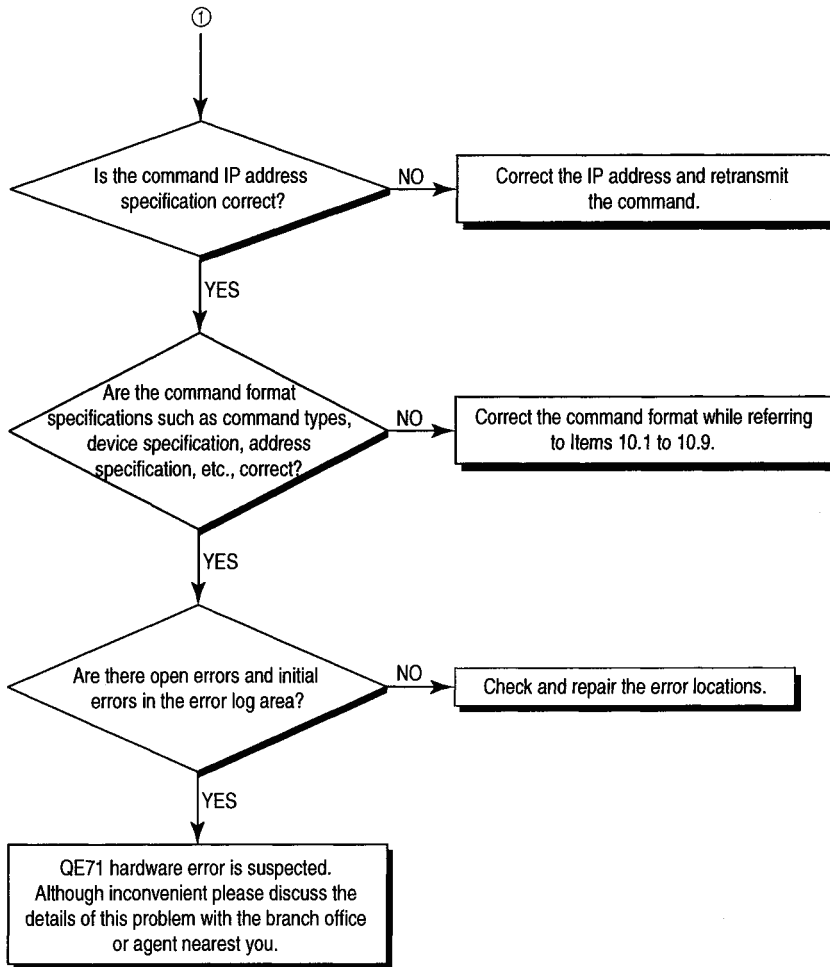 ①
Is the command IP address
specification correct?
NO
Correct the IP address and retransmit
the command.
YES
Are the command format
specifications such as command types,
device specification, address
specification, etc., correct?
NO
Correct the command format while referring
to Items 10.1 to 10.9.
YES
Are there open errors and initial
errors in the error log area?
NO
Check and repair the error locations.
YES
QE71 hardware error is suspected.
Although inconvenient please discuss the
details of this problem with the branch office
or agent nearest you.